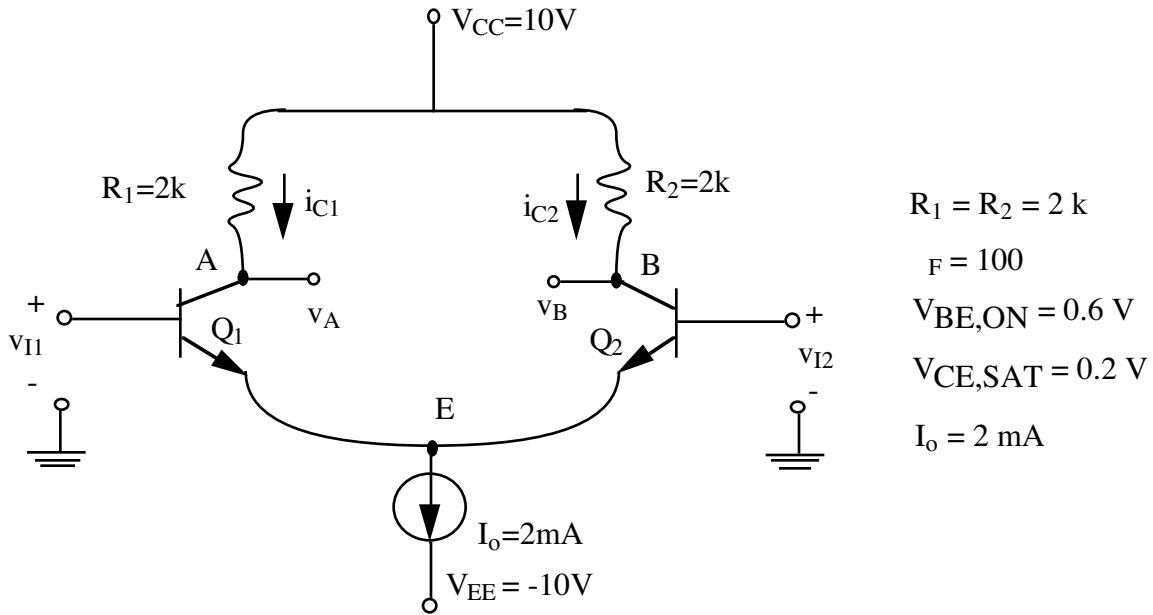 V_CC=10V
R_1=2k
i_C1
i_C2
R_2=2k
A
B
+
v_I1
-
Q_1
v_A
v_B
Q_2
+
v_I2
-
E
I_o=2mA
V_EE = -10V
R_1 = R_2 = 2 k
_F = 100
V_BE,ON = 0.6 V
V_CE,SAT = 0.2 V
I_o = 2 mA